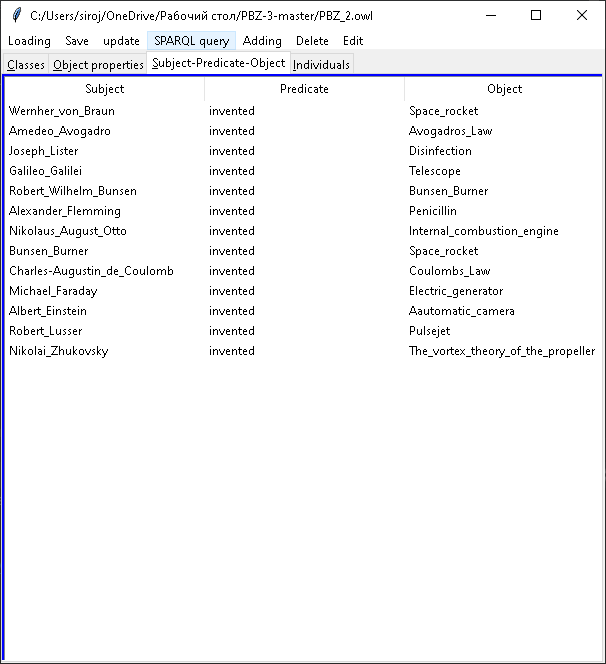 C:/Users/siroj/OneDrive/Рабочий стол/PBZ-3-master/PBZ_2.owl
Loading Save update SPARQL query Adding Delete Edit
Classes Object properties Subject-Predicate-Object Individuals
Subject Predicate Object
Wernher_von_Braun invented Space_rocket
Amedeo_Avogadro invented Avogadros_Law
Joseph_Lister invented Disinfection
Galileo_Galilei invented Telescope
Robert_Wilhelm_Bunsen invented Bunsen_Burner
Alexander_Flemming invented Penicillin
Nikolaus_August_Otto invented Internal_combustion_engine
Bunsen_Burner invented Space_rocket
Charles-Augustin_de_Coulomb invented Coulombs_Law
Michael_Faraday invented Electric_generator
Albert_Einstein invented Aautomatic_camera
Robert_Lusser invented Pulsejet
Nikolai_Zhukovsky invented The_vortex_theory_of_the_propeller